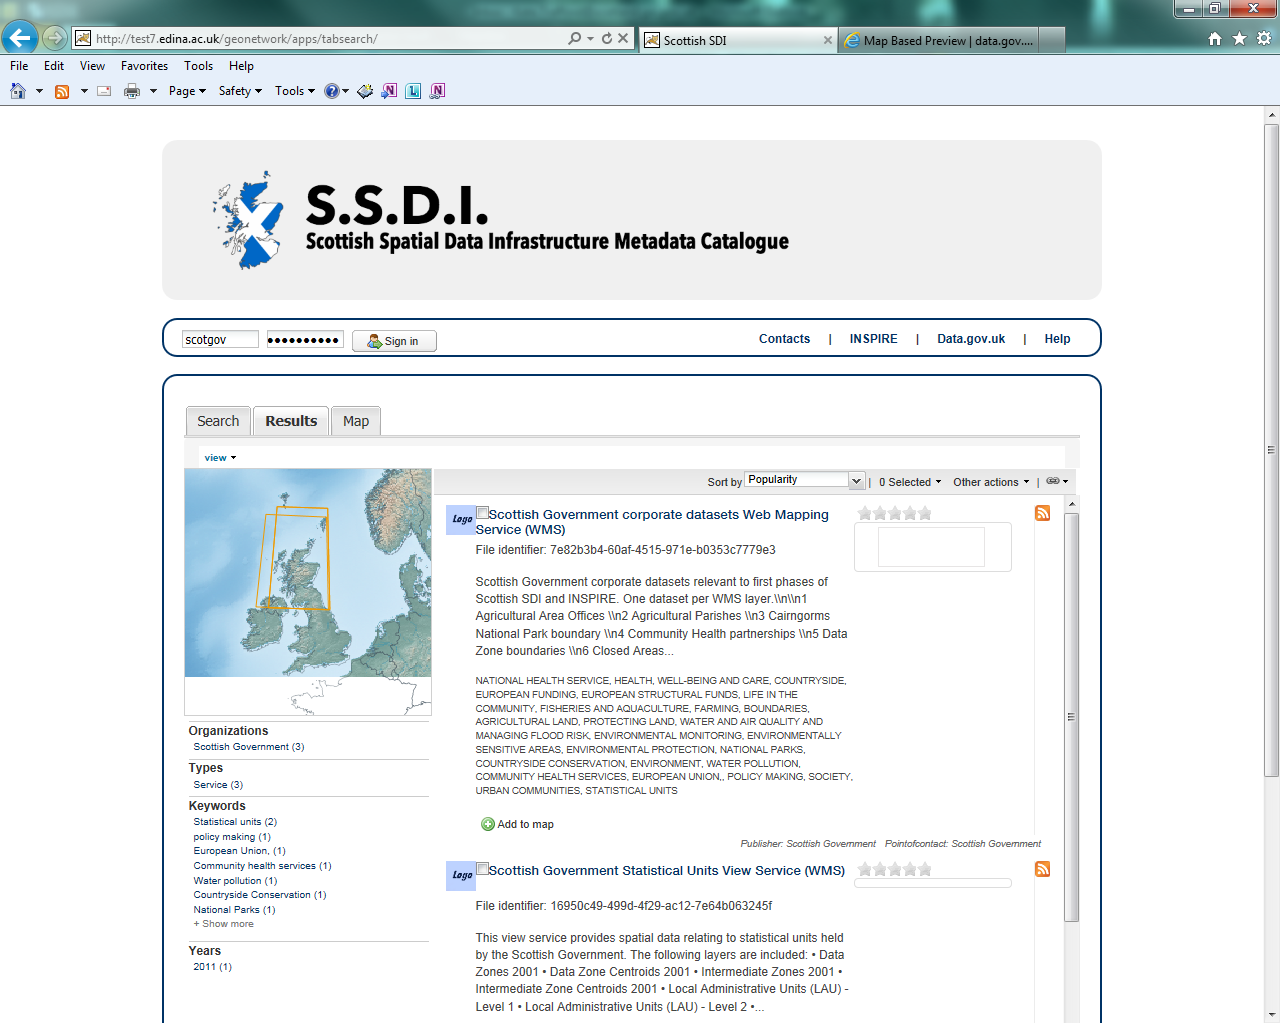 http://test7.edina.ac.uk/geonetwork/apps/tabsearch/
Scottish SDI
Map Based Preview | data.gov....
File Edit View Favorites Tools Help
Page Safety Tools
S.S.D.I.
Scottish Spatial Data Infrastructure Metadata Catalogue
scotgov ●●●●●●●●●● Sign in
Contacts | INSPIRE | Data.gov.uk | Help
Search Results Map
view
Sort by Popularity | 0 Selected Other actions |
Logo
Scottish Government corporate datasets Web Mapping
Service (WMS)
File identifier: 7e82b3b4-60af-4515-971e-b0353c7779e3
Scottish Government corporate datasets relevant to first phases of
Scottish SDI and INSPIRE. One dataset per WMS layer.\\n\\n1
Agricultural Area Offices \\n2 Agricultural Parishes \\n3 Cairngorms
National Park boundary \\n4 Community Health partnerships \\n5 Data
Zone boundaries \\n6 Closed Areas...
NATIONAL HEALTH SERVICE, HEALTH, WELL-BEING AND CARE, COUNTRYSIDE,
EUROPEAN FUNDING, EUROPEAN STRUCTURAL FUNDS, LIFE IN THE
COMMUNITY, FISHERIES AND AQUACULTURE, FARMING, BOUNDARIES,
AGRICULTURAL LAND, PROTECTING LAND, WATER AND AIR QUALITY AND
MANAGING FLOOD RISK, ENVIRONMENTAL MONITORING, ENVIRONMENTALLY
SENSITIVE AREAS, ENVIRONMENTAL PROTECTION, NATIONAL PARKS,
COUNTRYSIDE CONSERVATION, ENVIRONMENT, WATER POLLUTION,
COMMUNITY HEALTH SERVICES, EUROPEAN UNION,, POLICY MAKING, SOCIETY,
URBAN COMMUNITIES, STATISTICAL UNITS
Add to map
Publisher: Scottish Government Pointofcontact: Scottish Government
Logo
Scottish Government Statistical Units View Service (WMS)
File identifier: 16950c49-499d-4f29-ac12-7e64b063245f
This view service provides spatial data relating to statistical units held
by the Scottish Government. The following layers are included: • Data
Zones 2001 • Data Zone Centroids 2001 • Intermediate Zones 2001 •
Intermediate Zone Centroids 2001 • Local Administrative Units (LAU) -
Level 1 • Local Administrative Units (LAU) - Level 2 •...
Organizations
Scottish Government (3)
Types
Service (3)
Keywords
Statistical units (2)
policy making (1)
European Union, (1)
Community health services (1)
Water pollution (1)
Countryside Conservation (1)
National Parks (1)
+ Show more
Years
2011 (1)